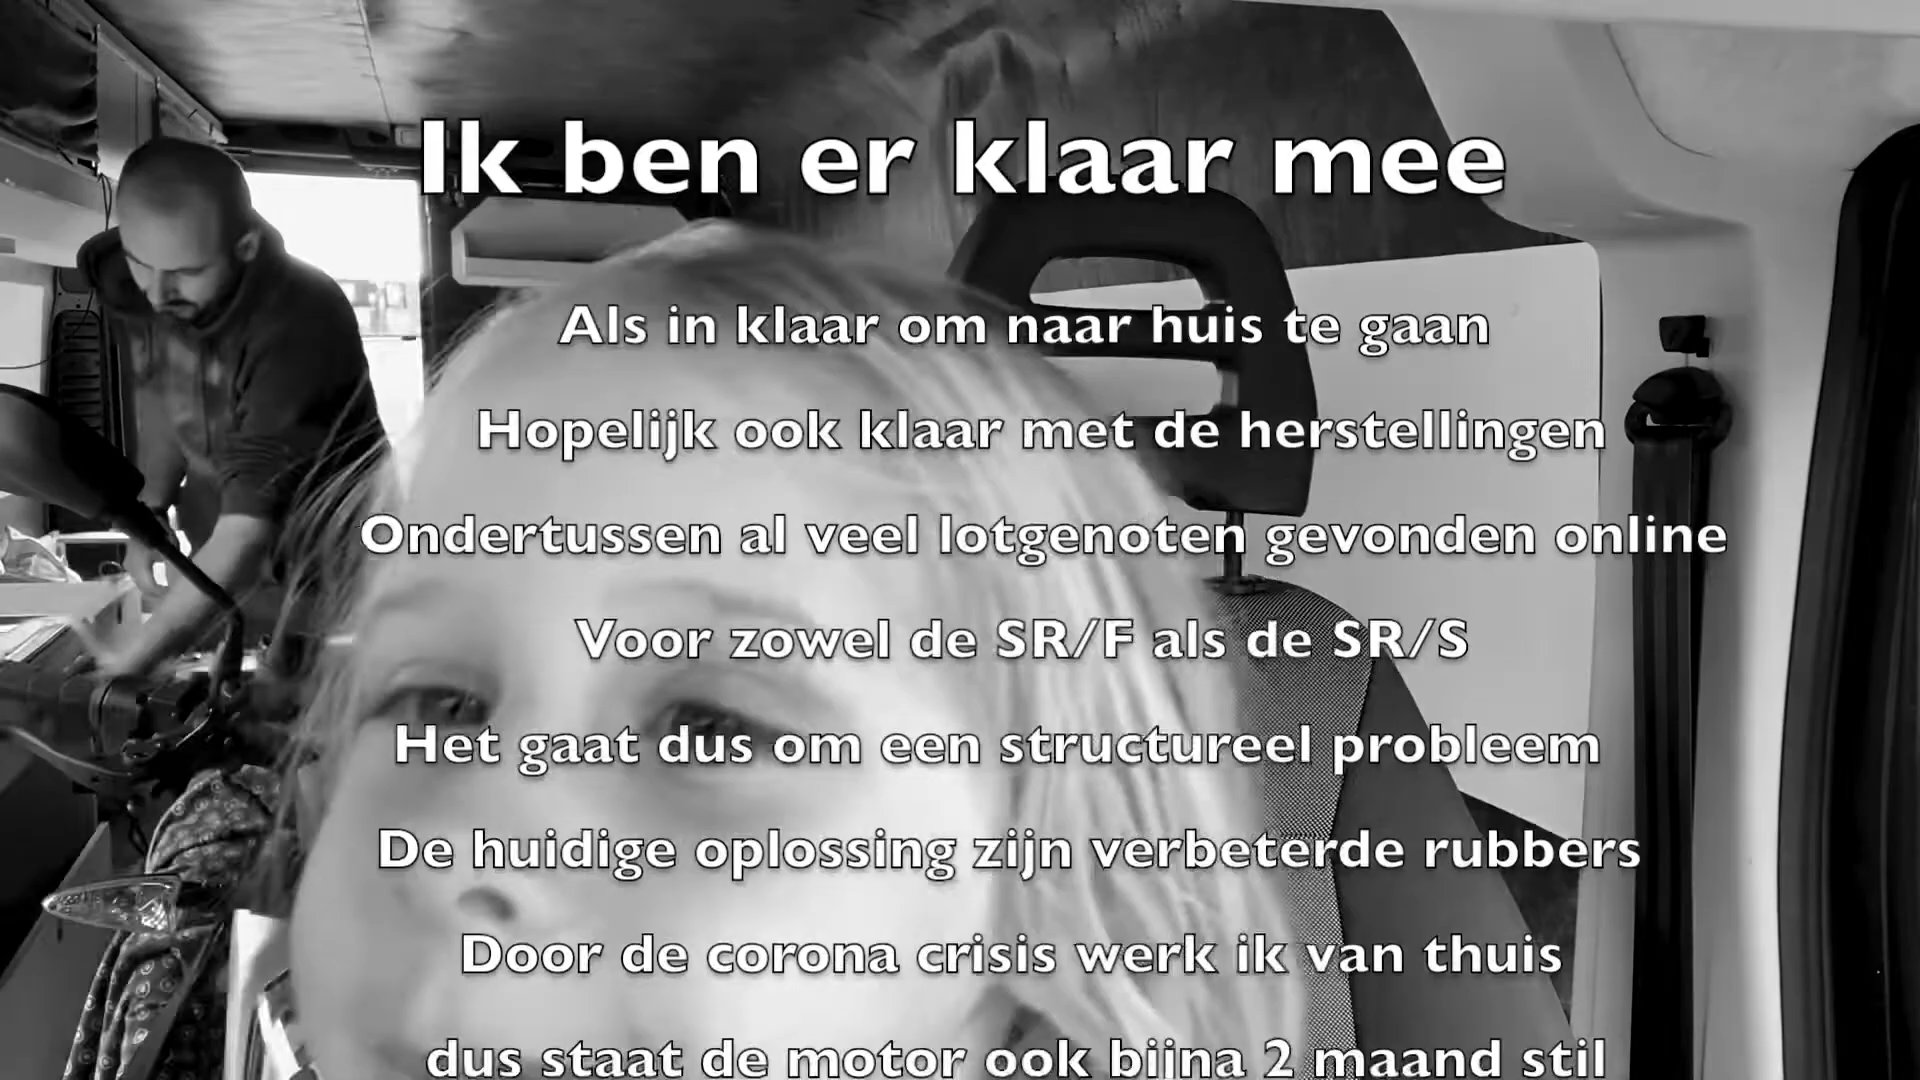 Ik ben er klaar mee
Als in klaar om naar huis te gaan
Hopelijk ook klaar met de herstellingen
Ondertussen al veel lotgenoten gevonden online
Voor zowel de SR/F als de SR/S
Het gaat dus om een structureel probleem
De huidige oplossing zijn verbeterde rubbers
Door de corona crisis werk ik van thuis
dus staat de motor ook bijna 2 maand stil